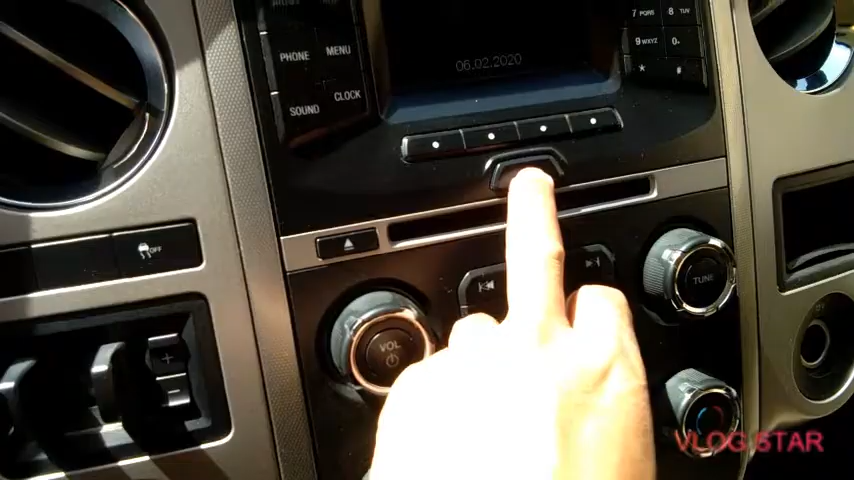 PHONE
MENU
SOUND
CLOCK
06.02.2020
7 PQRS
8 TUV
9 WXYZ
0
*
#
OFF
VOL
TUNE
VLOG STAR